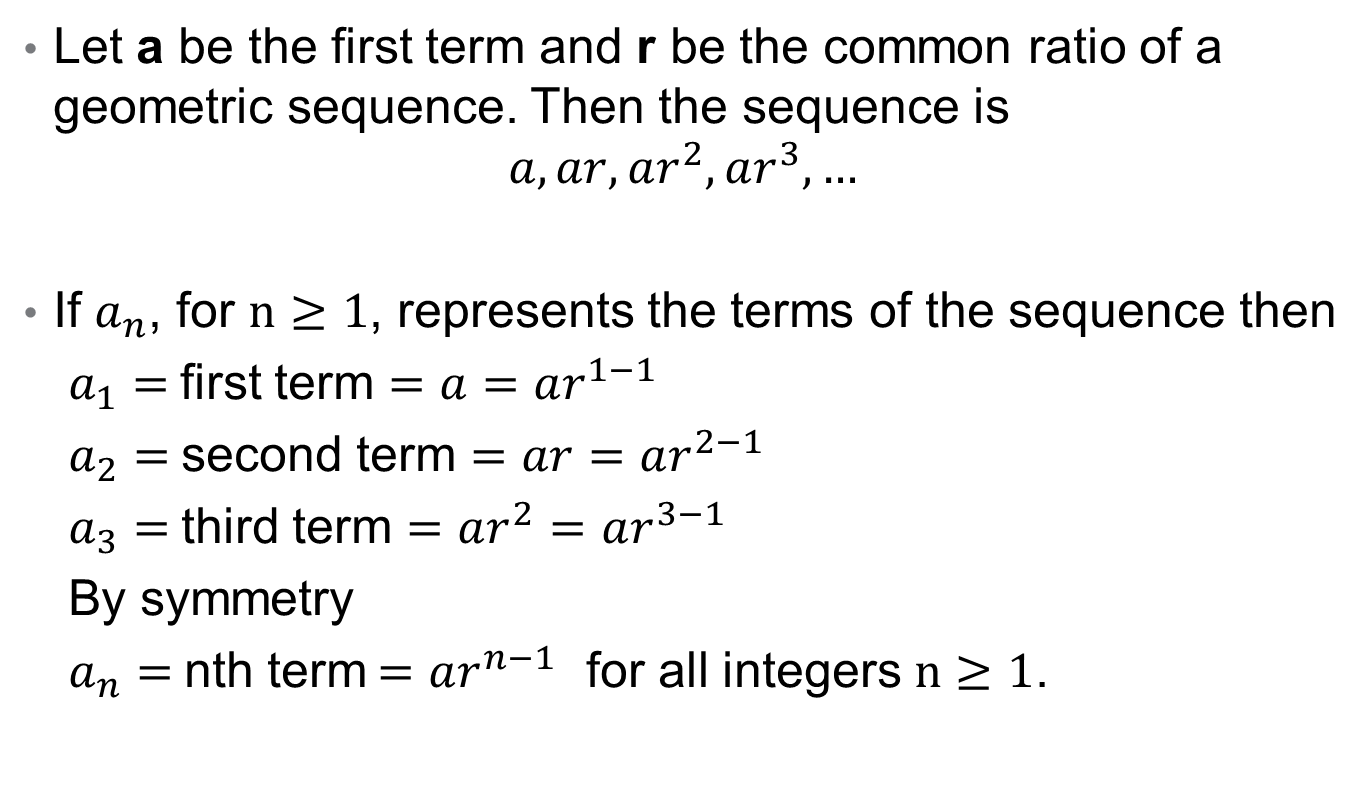 • Let a be the first term and r be the common ratio of a
geometric sequence. Then the sequence is
a, ar, ar², ar³, …
• If aₙ, for n ≥ 1, represents the terms of the sequence then
a₁ = first term = a = ar¹⁻¹
a₂ = second term = ar = ar²⁻¹
a₃ = third term = ar² = ar³⁻¹
By symmetry
aₙ = nth term = arⁿ⁻¹ for all integers n ≥ 1.